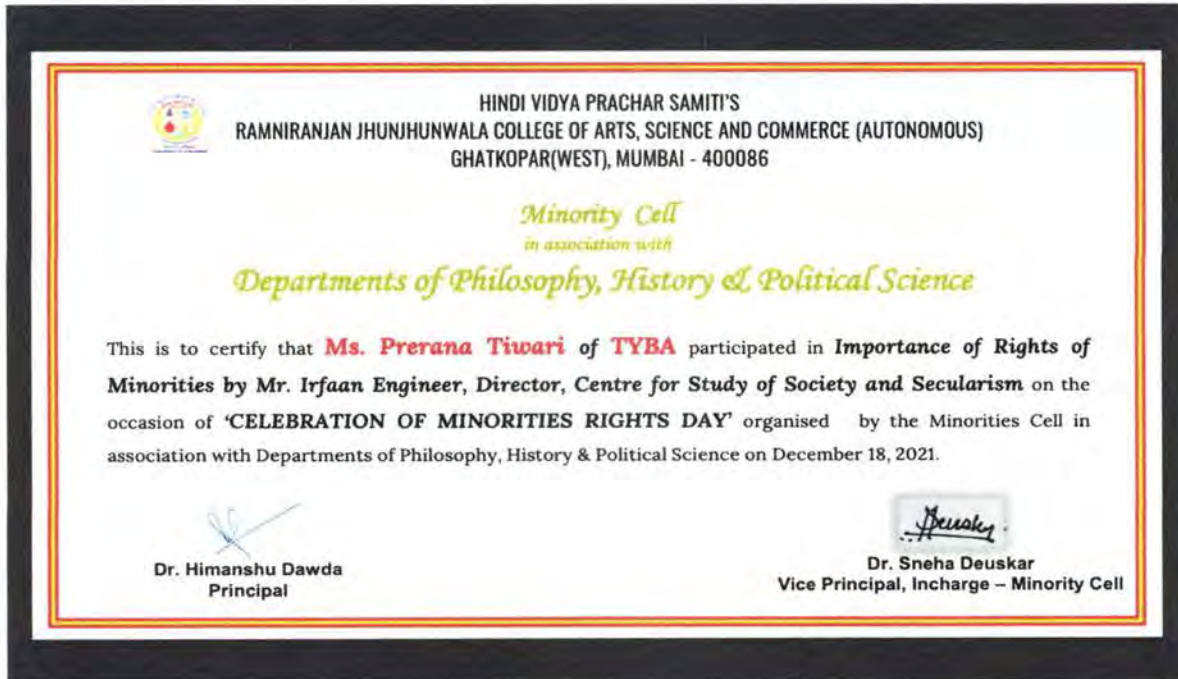 HINDI VIDYA PRACHAR SAMITI'S
RAMNIRANJAN JHUNJHUNWALA COLLEGE OF ARTS, SCIENCE AND COMMERCE (AUTONOMOUS)
GHATKOPAR(WEST), MUMBAI - 400086
Minority Cell
in association with
Departments of Philosophy, History & Political Science
This is to certify that Ms. Prerana Tiwari of TYBA participated in Importance of Rights of
Minorities by Mr. Irfaan Engineer, Director, Centre for Study of Society and Secularism on the
occasion of ‘CELEBRATION OF MINORITIES RIGHTS DAY’ organised by the Minorities Cell in
association with Departments of Philosophy, History & Political Science on December 18, 2021.
Dr. Himanshu Dawda
Principal
Dr. Sneha Deuskar
Vice Principal, Incharge – Minority Cell